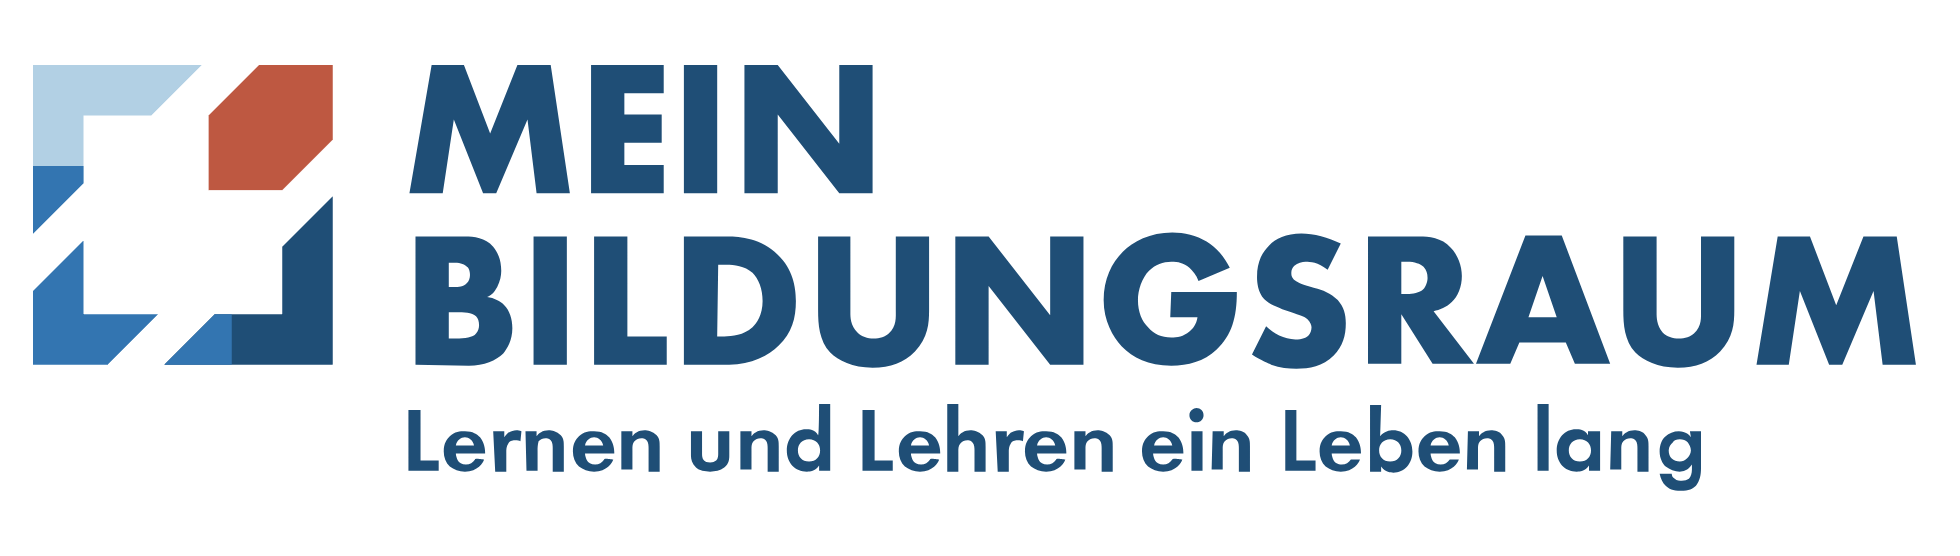 MEIN
BILDUNGSRAUM
Lernen und Lehren ein Leben lang